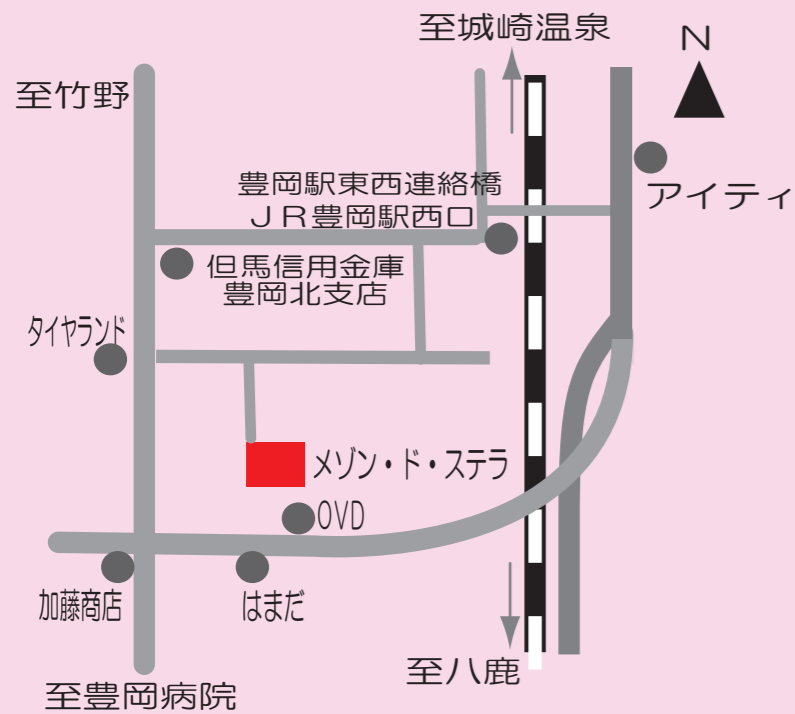 至城崎温泉
N
至竹野
豊岡駅東西連絡橋
アイティ
ＪＲ豊岡駅西口
但馬信用金庫
豊岡北支店
タイヤランド
メゾン・ド・ステラ
OVD
加藤商店
はまだ
至八鹿
至豊岡病院